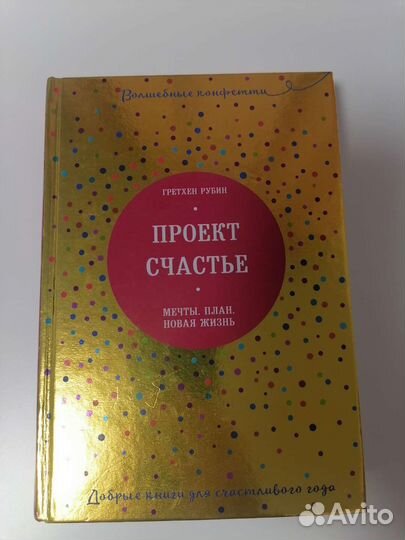 Волшебные конфетти
ГРЕТХЕН РУБИН
ПРОЕКТ
СЧАСТЬЕ
МЕЧТЫ. ПЛАН.
НОВАЯ ЖИЗНЬ
Добрые книги для счастливого года
Avito